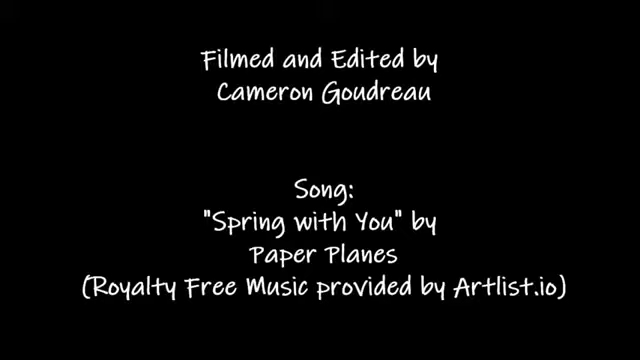 Filmed and Edited by
Cameron Goudreau
Song:
"Spring with You" by
Paper Planes
(Royalty Free Music provided by Artlist.io)